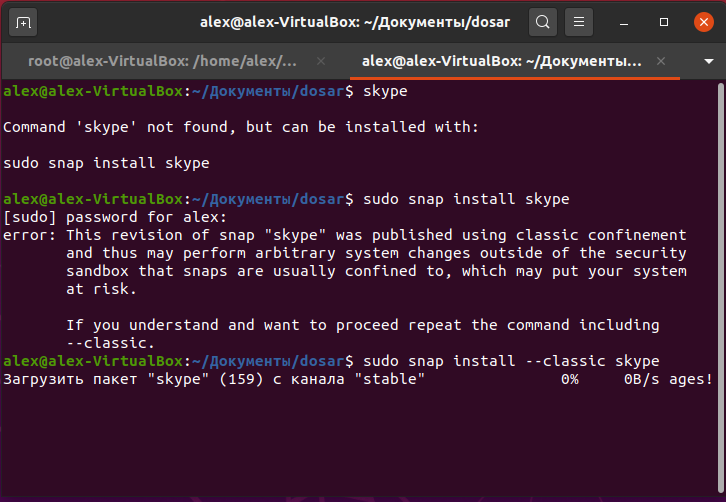 alex@alex-VirtualBox: ~/Документы/dosar
root@alex-VirtualBox: /home/alex/...
alex@alex-VirtualBox: ~/Документы...
alex@alex-VirtualBox:~/Документы/dosar$ skype
Command 'skype' not found, but can be installed with:
sudo snap install skype
alex@alex-VirtualBox:~/Документы/dosar$ sudo snap install skype
[sudo] password for alex:
error: This revision of snap "skype" was published using classic confinement
and thus may perform arbitrary system changes outside of the security
sandbox that snaps are usually confined to, which may put your system
at risk.
If you understand and want to proceed repeat the command including
--classic.
alex@alex-VirtualBox:~/Документы/dosar$ sudo snap install --classic skype
Загрузить пакет "skype" (159) с канала "stable" 0% 0B/s ages!